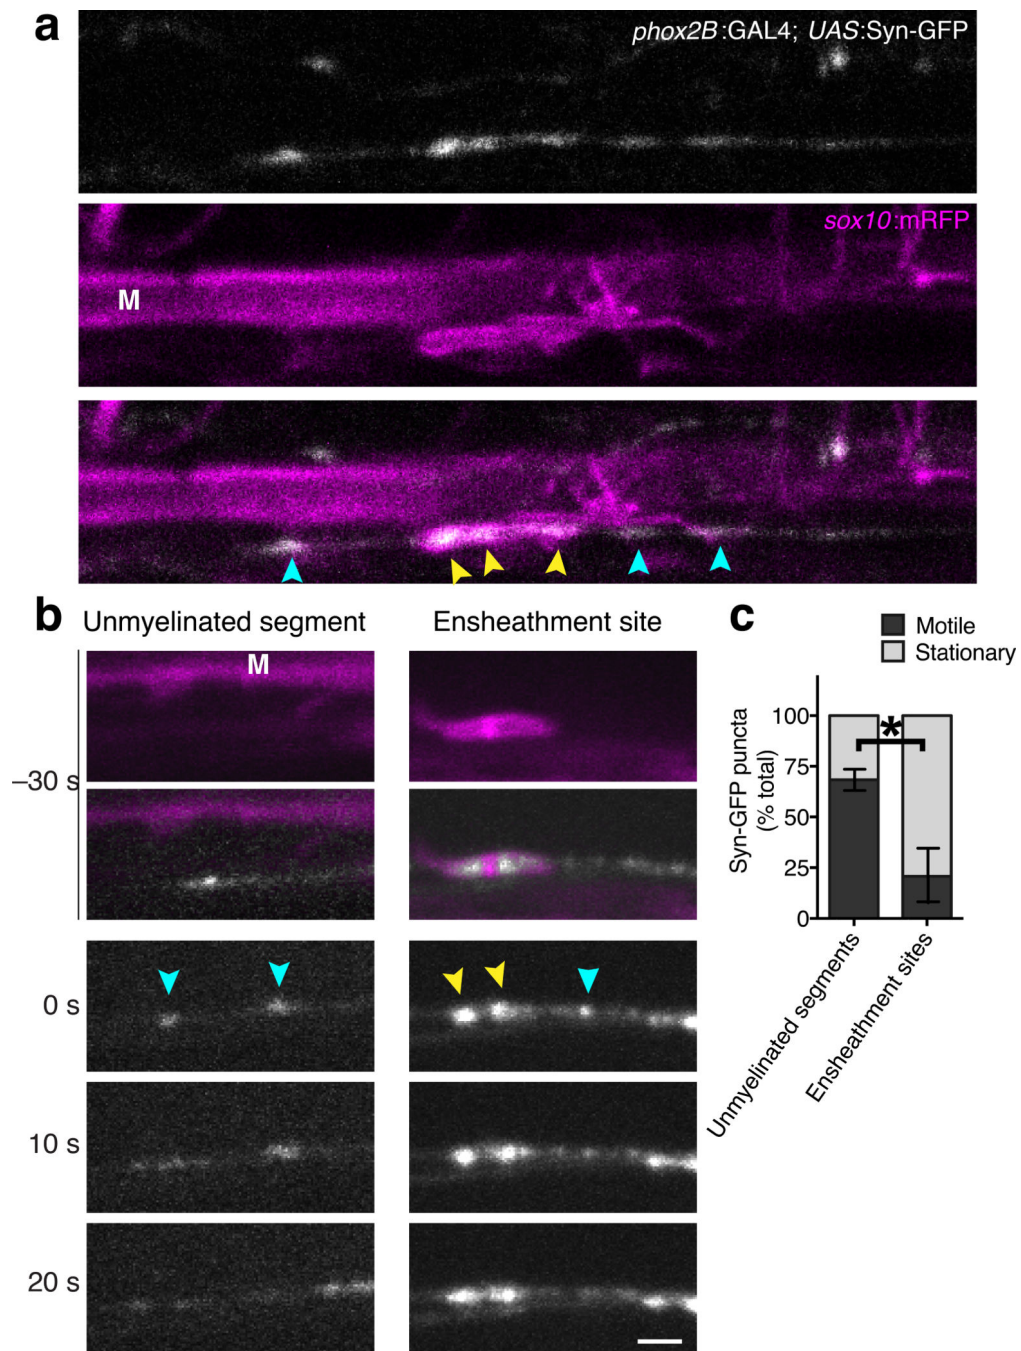 a
phox2B:GAL4; UAS:Syn-GFP
sox10:mRFP
M
b
Unmyelinated segment
Ensheathment site
M
–30 s
0 s
10 s
20 s
c
Motile
Stationary
Syn-GFP puncta
(% total)
100
75
50
25
0
*
Unmyelinated segments
Ensheathment sites